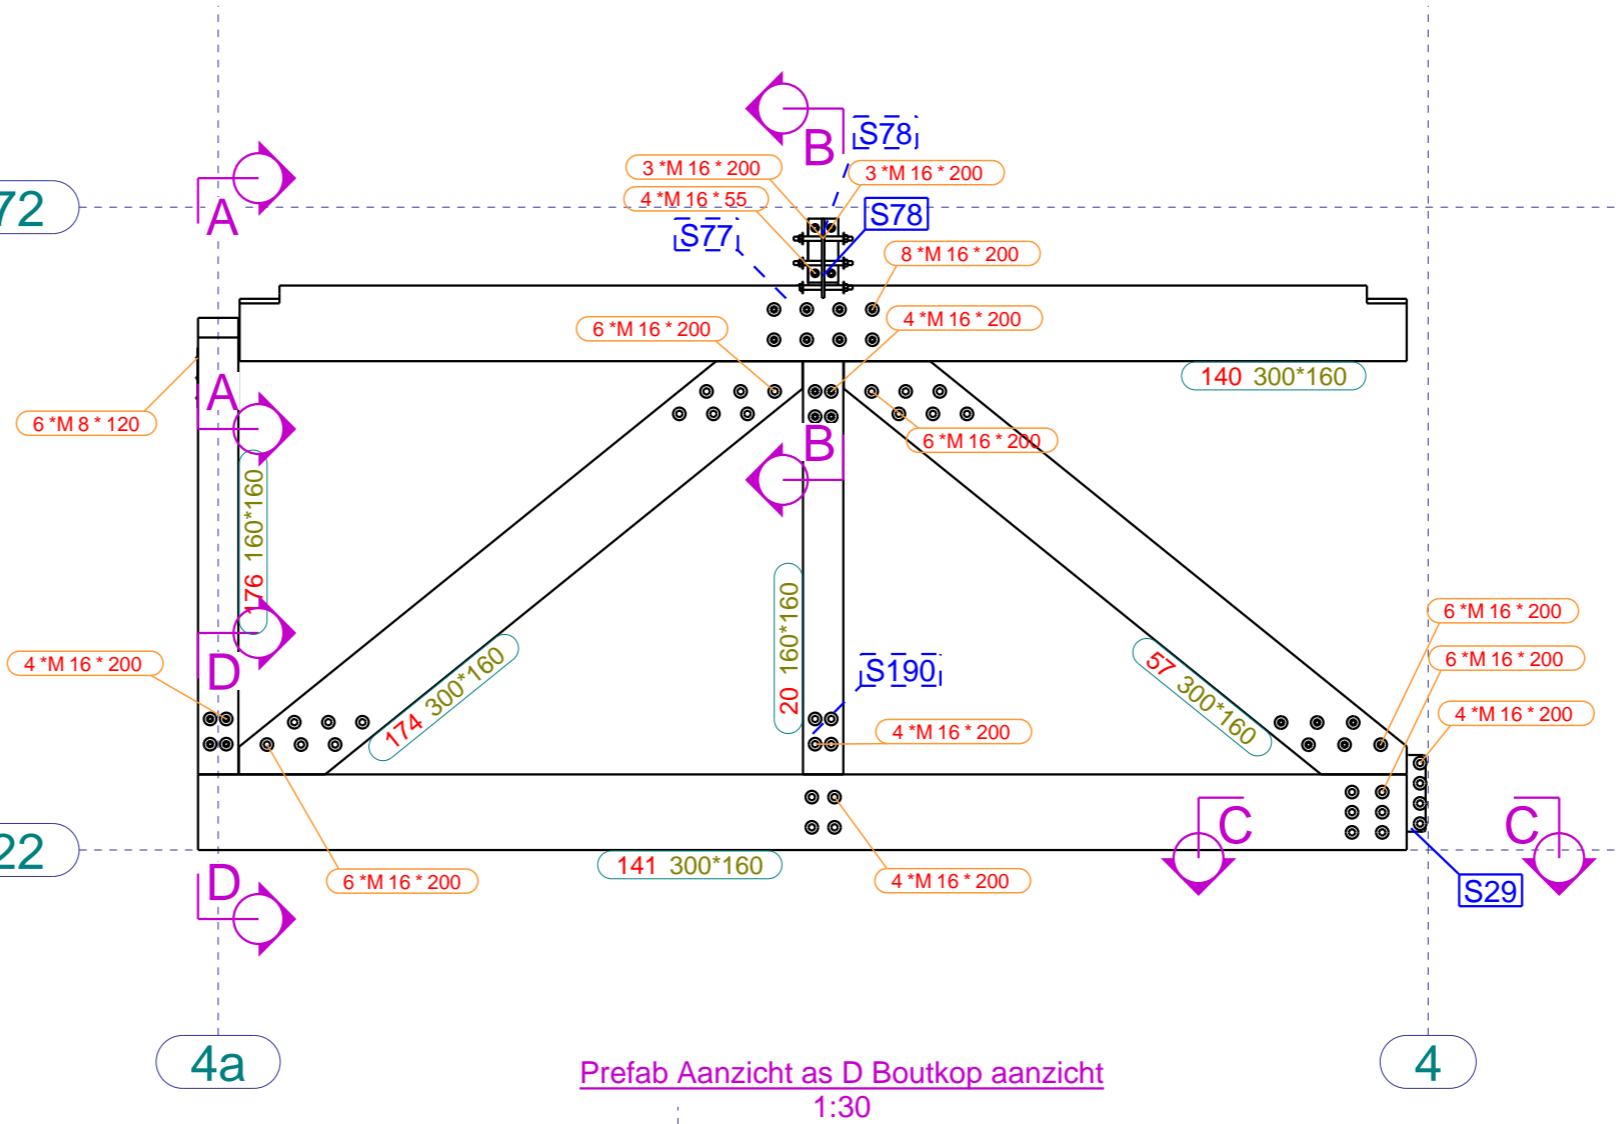 B
S78
3 *M 16 * 200
3 *M 16 * 200
4 *M 16 * 55
72
A
S78
S77
8 *M 16 * 200
6 *M 16 * 200
4 *M 16 * 200
140 300*160
A
6 *M 8 * 120
6 *M 16 * 200
B
176 160*160
20 160*160
6 *M 16 * 200
4 *M 16 * 200
D
174 300*160
S190
57 300*160
6 *M 16 * 200
4 *M 16 * 200
4 *M 16 * 200
C
C
22
D
6 *M 16 * 200
141 300*160
4 *M 16 * 200
S29
4a
4
Prefab Aanzicht as D Boutkop aanzicht
1:30